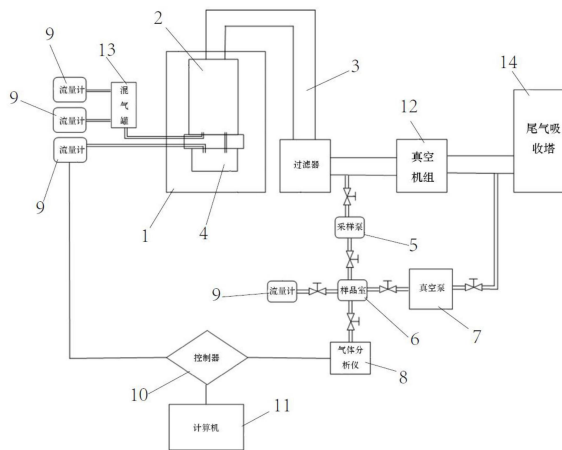 2
13
9
3
14
流量计
混
气
罐
9
12
流量计
尾气吸
收塔
流量计
过滤器
真空
机组
9
1
4
采样泵
5
9
流量计
样品室
真空泵
6
7
控制器
气体分
析仪
8
10
11
计算机